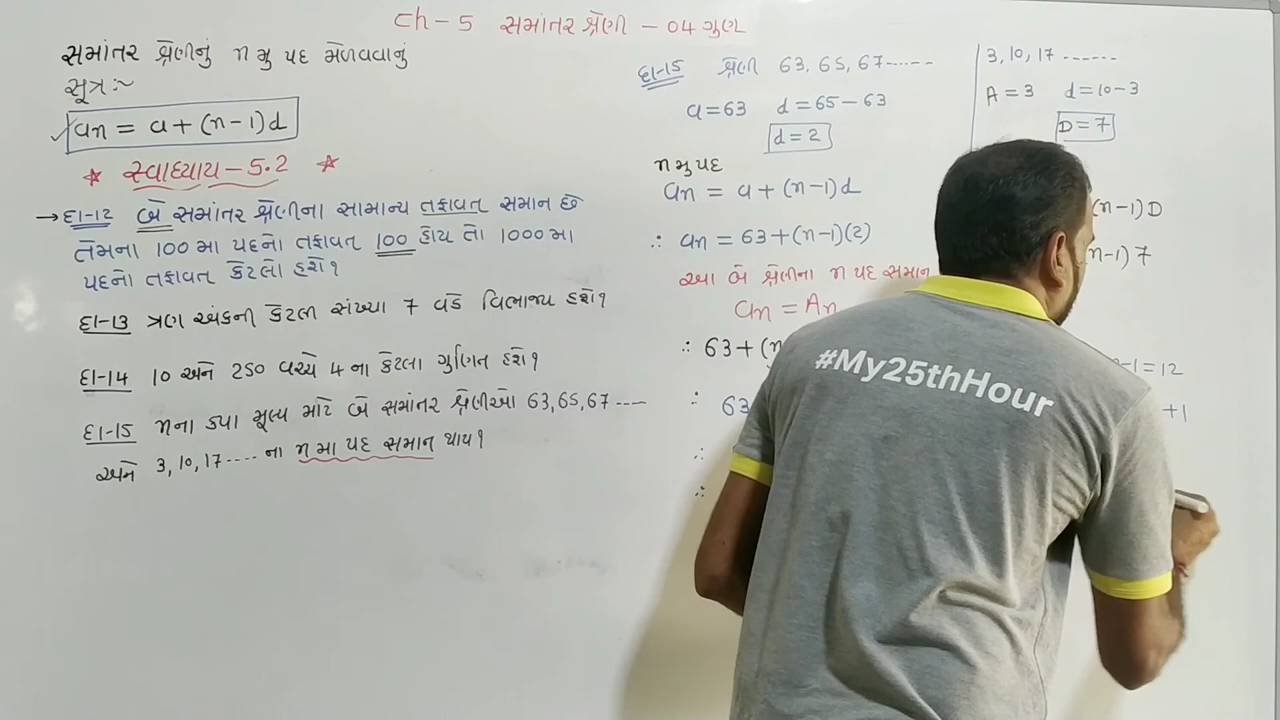 Ch-5 સમાંતર શ્રેણી - 04 ગુણ
સમાંતર શ્રેણીનું n મુ પદ મેળવવાનું
સૂત્ર:-
an = a+(n-1)d
★ સ્વાધ્યાય-5.2 ★
→દા-12 બે સમાંતર શ્રેણીના સામાન્ય તફાવત સમાન છે
તેમના 100 મા પદનો તફાવત 100 હોય તો 1000 મા
પદનો તફાવત કેટલો હશે?
દા-13 ત્રણ અંકની કેટલી સંખ્યા 7 વડે વિભાજ્ય હશે?
દા-14 10 અને 250 વચ્ચે 4 ના કેટલા ગુણિત હશે?
દા-15 nના કયા મૂલ્ય માટે બે સમાંતર શ્રેણીઓ 63,65,67----
અને 3,10,17---- ના n મા પદ સમાન થાય?
દા-15 શ્રેણી 63, 65, 67------
a=63 d=65-63
d=2
n મુ પદ
an = a+(n-1)d
∴ an = 63+(n-1)(2)
આ બે શ્રેણીના n પદ સમાન
an = An
∴ 63+(n
∴ 63
∴
∴
3, 10, 17 ------
A=3 d=10-3
D=7
(n-1)D
n-1) 7
-1=12
+1
#My25thHour